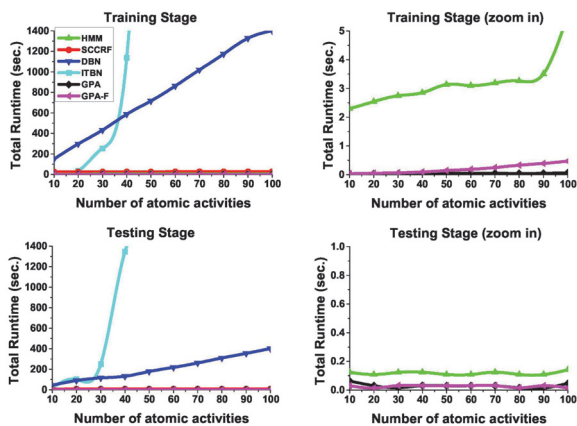 Training Stage
Total Runtime (sec.)
1400
1200
1000
800
600
400
200
0
HMM
SCCRF
DBN
ITBN
GPA
GPA-F
10 20 30 40 50 60 70 80 90 100
Number of atomic activities
Training Stage (zoom in)
Total Runtime (sec.)
5
4
3
2
1
0
10 20 30 40 50 60 70 80 90 100
Number of atomic activities
Testing Stage
Total Runtime (sec.)
1400
1200
1000
800
600
400
200
0
10 20 30 40 50 60 70 80 90 100
Number of atomic activities
Testing Stage (zoom in)
Total Runtime (sec.)
1.0
0.8
0.6
0.4
0.2
0.0
10 20 30 40 50 60 70 80 90 100
Number of atomic activities